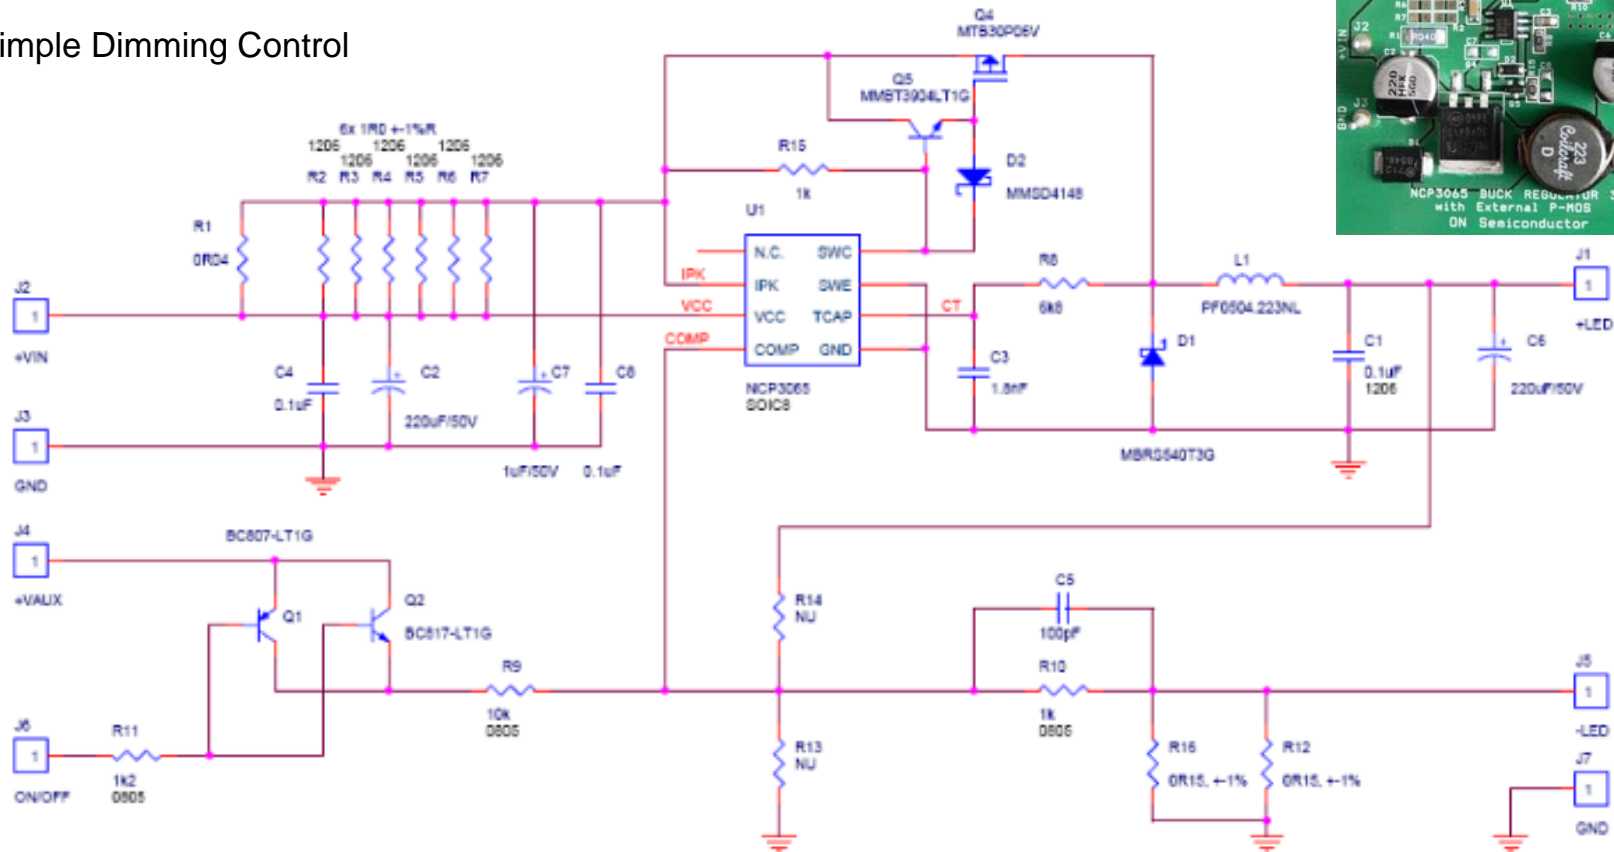 imple Dimming Control
Q4
MTB30P06V
Q5
MMBT3904LT1G
6x 1R0 +-1%R
1206 1206 1206
1206 1206 1206
R2 R3 R4 R5 R6 R7
R15
1k
D2
MMSD4148
U1
R1
0R04
N.C. SWC
IPK IPK SWE
VCC VCC TCAP CT
COMP COMP GND
NCP3065
SOIC8
R8
6k8
L1
PF0504.223NL
J1
1
+LED
J2
1
+VIN
C4
0.1uF
C2
220uF/50V
C7
1uF/50V
C8
0.1uF
C3
1.8nF
D1
MBRS540T3G
C1
0.1uF
1206
C6
220uF/50V
J3
1
GND
J4
1
+VAUX
BC807-LT1G
Q1
Q2
BC817-LT1G
R9
10k
0805
R14
NU
C5
100pF
R10
1k
0805
J5
1
-LED
J6
1
ON/OFF
R11
1k2
0805
R13
NU
R16
0R15, +-1%
R12
0R15, +-1%
J7
1
GND
J2
+VIN
J3
GND
220
Coilcraft
223
D
NCP3065 BUCK REGULATOR
with External P-MOS
ON Semiconductor